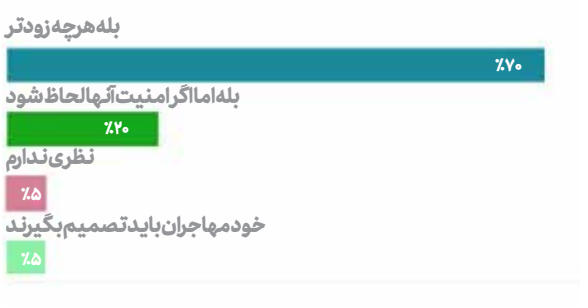 بله هرچه زودتر
٪۷۰
بله اما اگر امنیت آنها لحاظ شود
٪۲۰
نظری ندارم
٪۵
خود مهاجران باید تصمیم بگیرند
٪۵